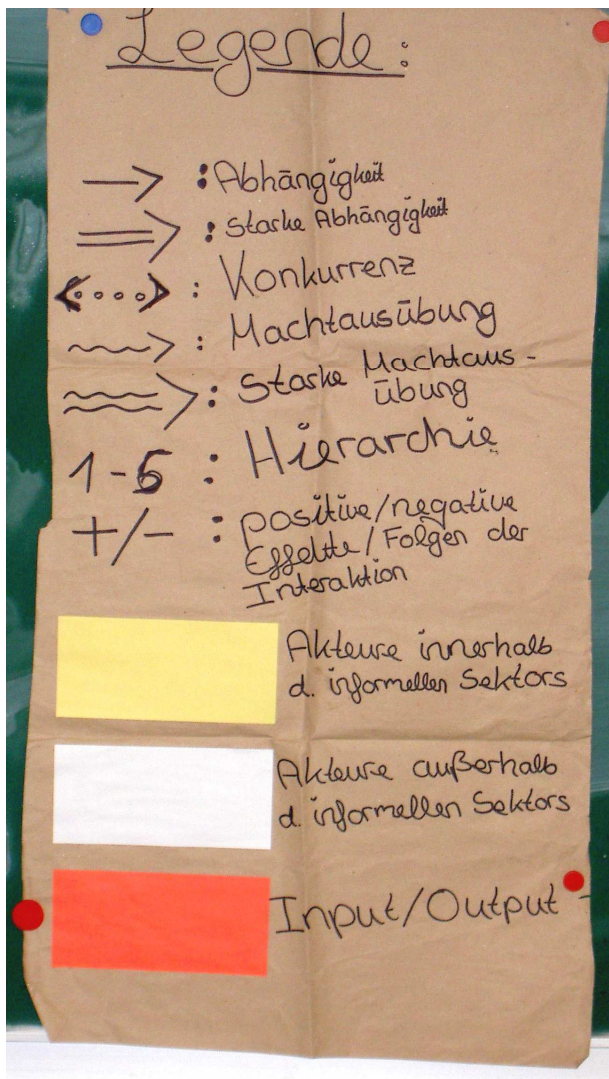 Legende:
: Abhängigkeit
: Starke Abhängigkeit
: Konkurrenz
: Machtausübung
: Starke Machtaus-
übung
1-5 : Hierarchie
+/- : positive/negative
Effekte/Folgen der
Interaktion
Akteure innerhalb
d. informellen Sektors
Akteure außerhalb
d. informellen Sektors
Input/Output